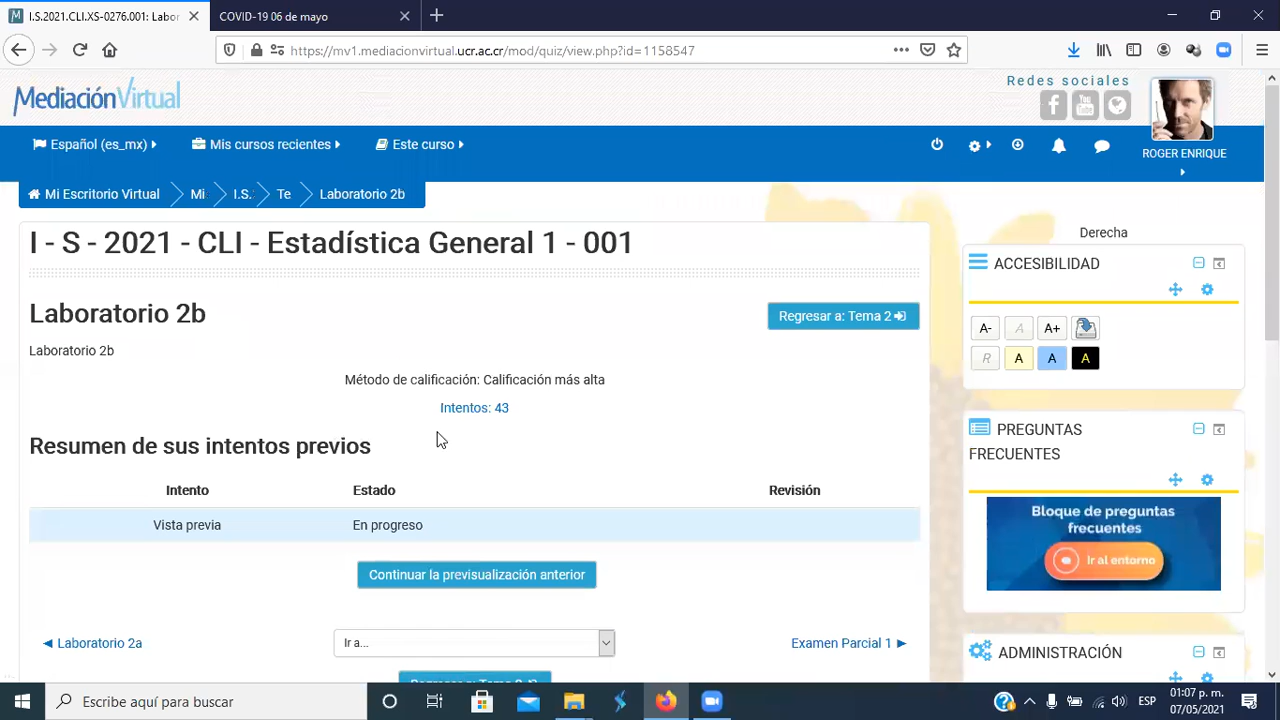 I.S.2021.CLI.XS-0276.001: Labor
COVID-19 06 de mayo
https://mv1.mediacionvirtual.ucr.ac.cr/mod/quiz/view.php?id=1158547
MediaciónVirtual
Redes sociales
You
Tube
Español (es_mx)
Mis cursos recientes
Este curso
ROGER ENRIQUE
Mi Escritorio Virtual
Mi
I.S.
Te
Laboratorio 2b
I - S - 2021 - CLI - Estadística General 1 - 001
Laboratorio 2b
Regresar a: Tema 2
Laboratorio 2b
Método de calificación: Calificación más alta
Intentos: 43
Resumen de sus intentos previos
Intento Estado Revisión
Vista previa En progreso
Continuar la previsualización anterior
◄ Laboratorio 2a
Ir a...
Examen Parcial 1 ►
Derecha
ACCESIBILIDAD
A- A A+
R A A A
PREGUNTAS
FRECUENTES
Bloque de preguntas
frecuentes
Ir al entorno
ADMINISTRACIÓN
Escribe aquí para buscar
ESP
01:07 p. m.
07/05/2021